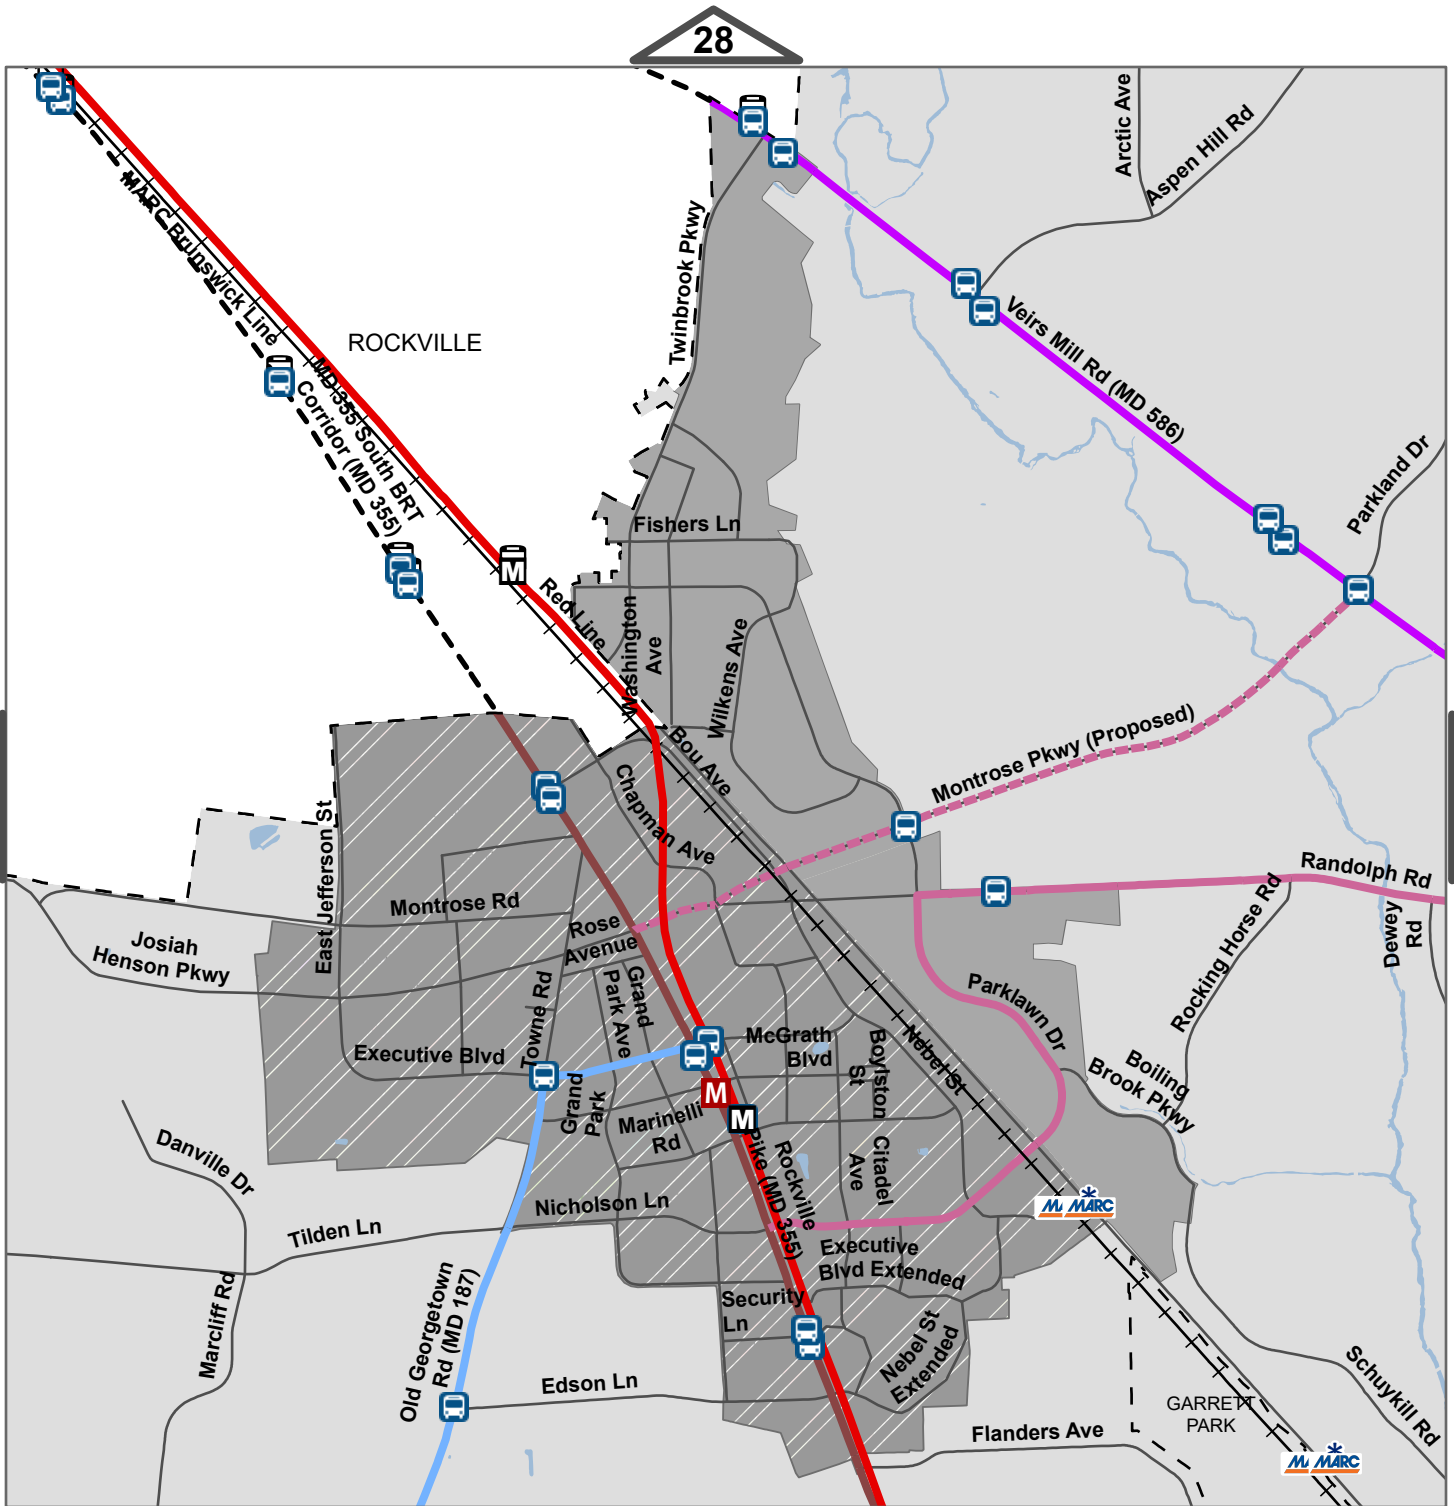 28
Arctic Ave
Aspen Hill Rd
Twinbrook Pkwy
MARC Brunswick Line
ROCKVILLE
Veirs Mill Rd (MD 586)
MD 355 South BRT
Corridor (MD 355)
Parkland Dr
Fishers Ln
M
Red Line
Washington
Ave
Wilkens Ave
Bou Ave
Montrose Pkwy (Proposed)
Chapman Ave
East Jefferson St
Randolph Rd
Montrose Rd
Rose
Avenue
Josiah
Henson Pkwy
Rocking Horse Rd
Dewey
Rd
Towne Rd
Grand
Park Ave
Parklawn Dr
McGrath
Blvd
Boylston
St
Nebel St
Executive Blvd
Boiling
Brook Pkwy
M
M
Grand
Park
Marinelli
Rd
Danville Dr
Rockville
Pike (MD 355)
Citadel
Ave
Nicholson Ln
MARC
Tilden Ln
Executive
Blvd Extended
Old Georgetown
Rd (MD 187)
Marcliff Rd
Security
Ln
Nebel St
Extended
Edson Ln
Schuykill Rd
GARRETT
PARK
Flanders Ave
MARC